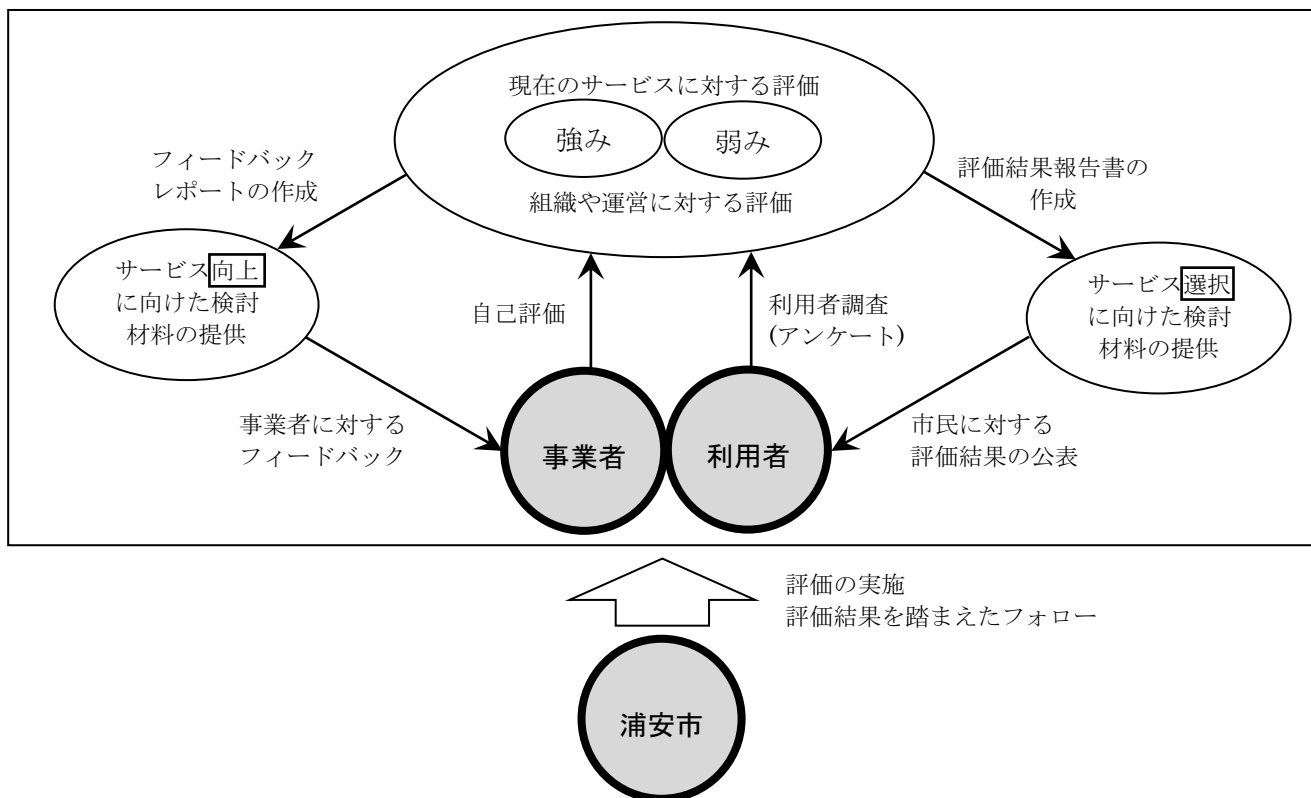 現在のサービスに対する評価
強み
弱み
組織や運営に対する評価
フィードバック
レポートの作成
評価結果報告書の
作成
サービス向上
に向けた検討
材料の提供
サービス選択
に向けた検討
材料の提供
自己評価
利用者調査
(アンケート)
事業者に対する
フィードバック
市民に対する
評価結果の公表
事業者
利用者
評価の実施
評価結果を踏まえたフォロー
浦安市